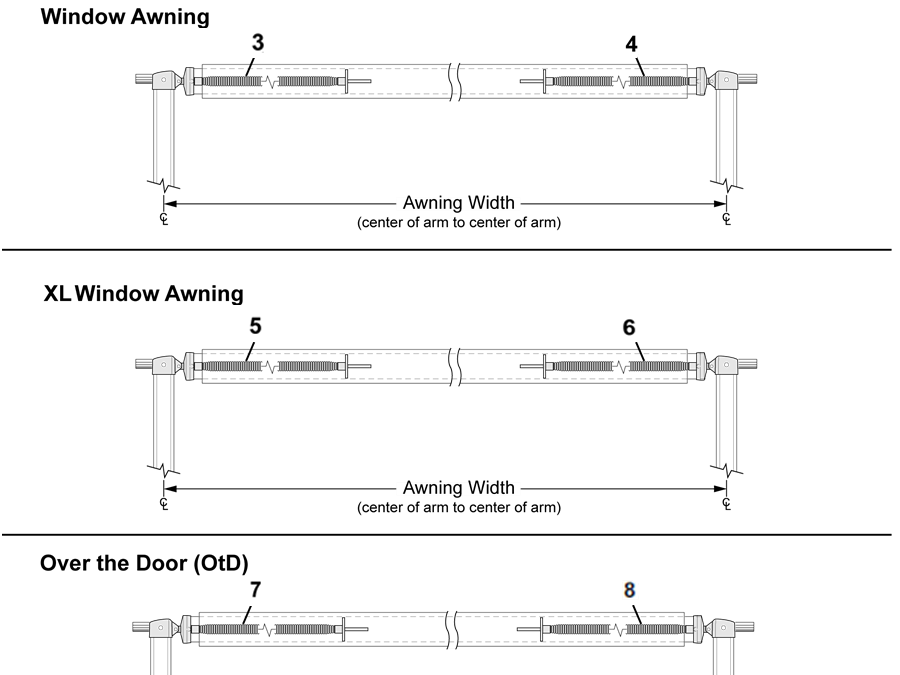 Window Awning
3 4
Awning Width
(center of arm to center of arm)
℄ ℄
XL Window Awning
5 6
Awning Width
(center of arm to center of arm)
℄ ℄
Over the Door (OtD)
7 8